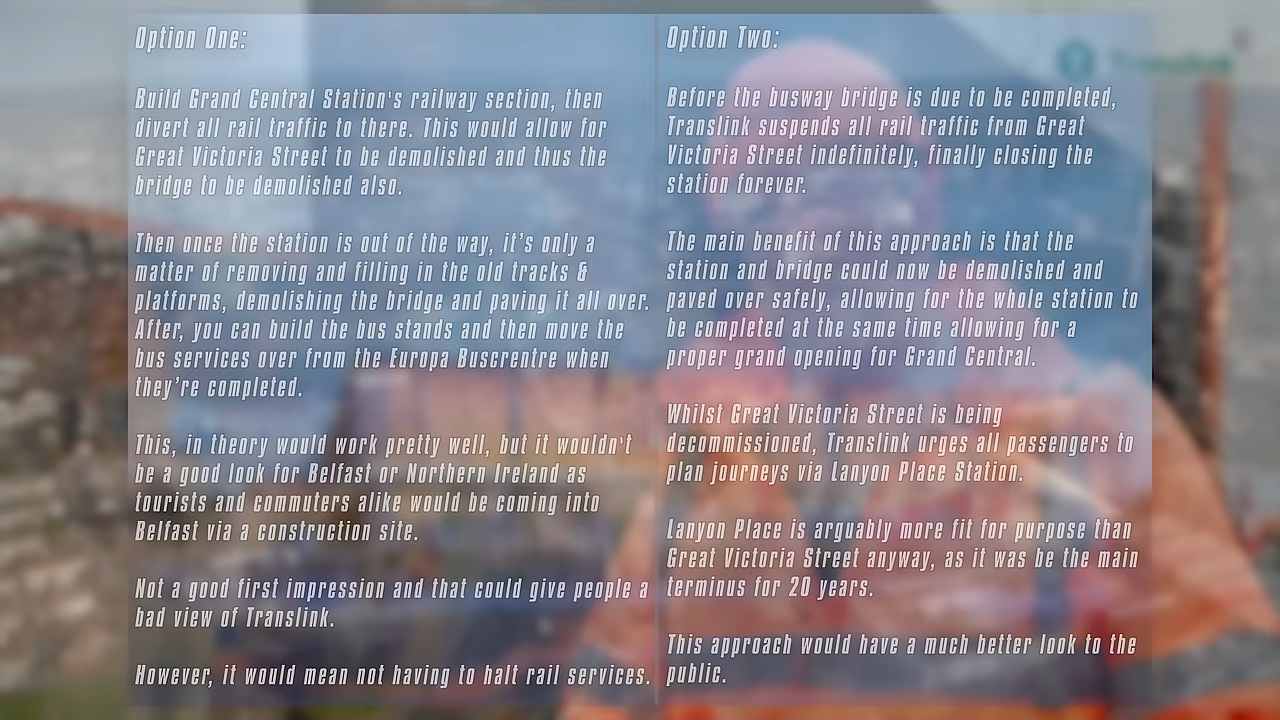 Option One:
Build Grand Central Station's railway section, then
divert all rail traffic to there. This would allow for
Great Victoria Street to be demolished and thus the
bridge to be demolished also.
Then once the station is out of the way, it's only a
matter of removing and filling in the old tracks &
platforms, demolishing the bridge and paving it all over.
After, you can build the bus stands and then move the
bus services over from the Europa Buscrentre when
they're completed.
This, in theory would work pretty well, but it wouldn't
be a good look for Belfast or Northern Ireland as
tourists and commuters alike would be coming into
Belfast via a construction site.
Not a good first impression and that could give people a
bad view of Translink.
However, it would mean not having to halt rail services.
Option Two:
Before the busway bridge is due to be completed,
Translink suspends all rail traffic from Great
Victoria Street indefinitely, finally closing the
station forever.
The main benefit of this approach is that the
station and bridge could now be demolished and
paved over safely, allowing for the whole station to
be completed at the same time allowing for a
proper grand opening for Grand Central.
Whilst Great Victoria Street is being
decommissioned, Translink urges all passengers to
plan journeys via Lanyon Place Station.
Lanyon Place is arguably more fit for purpose than
Great Victoria Street anyway, as it was be the main
terminus for 20 years.
This approach would have a much better look to the
public.